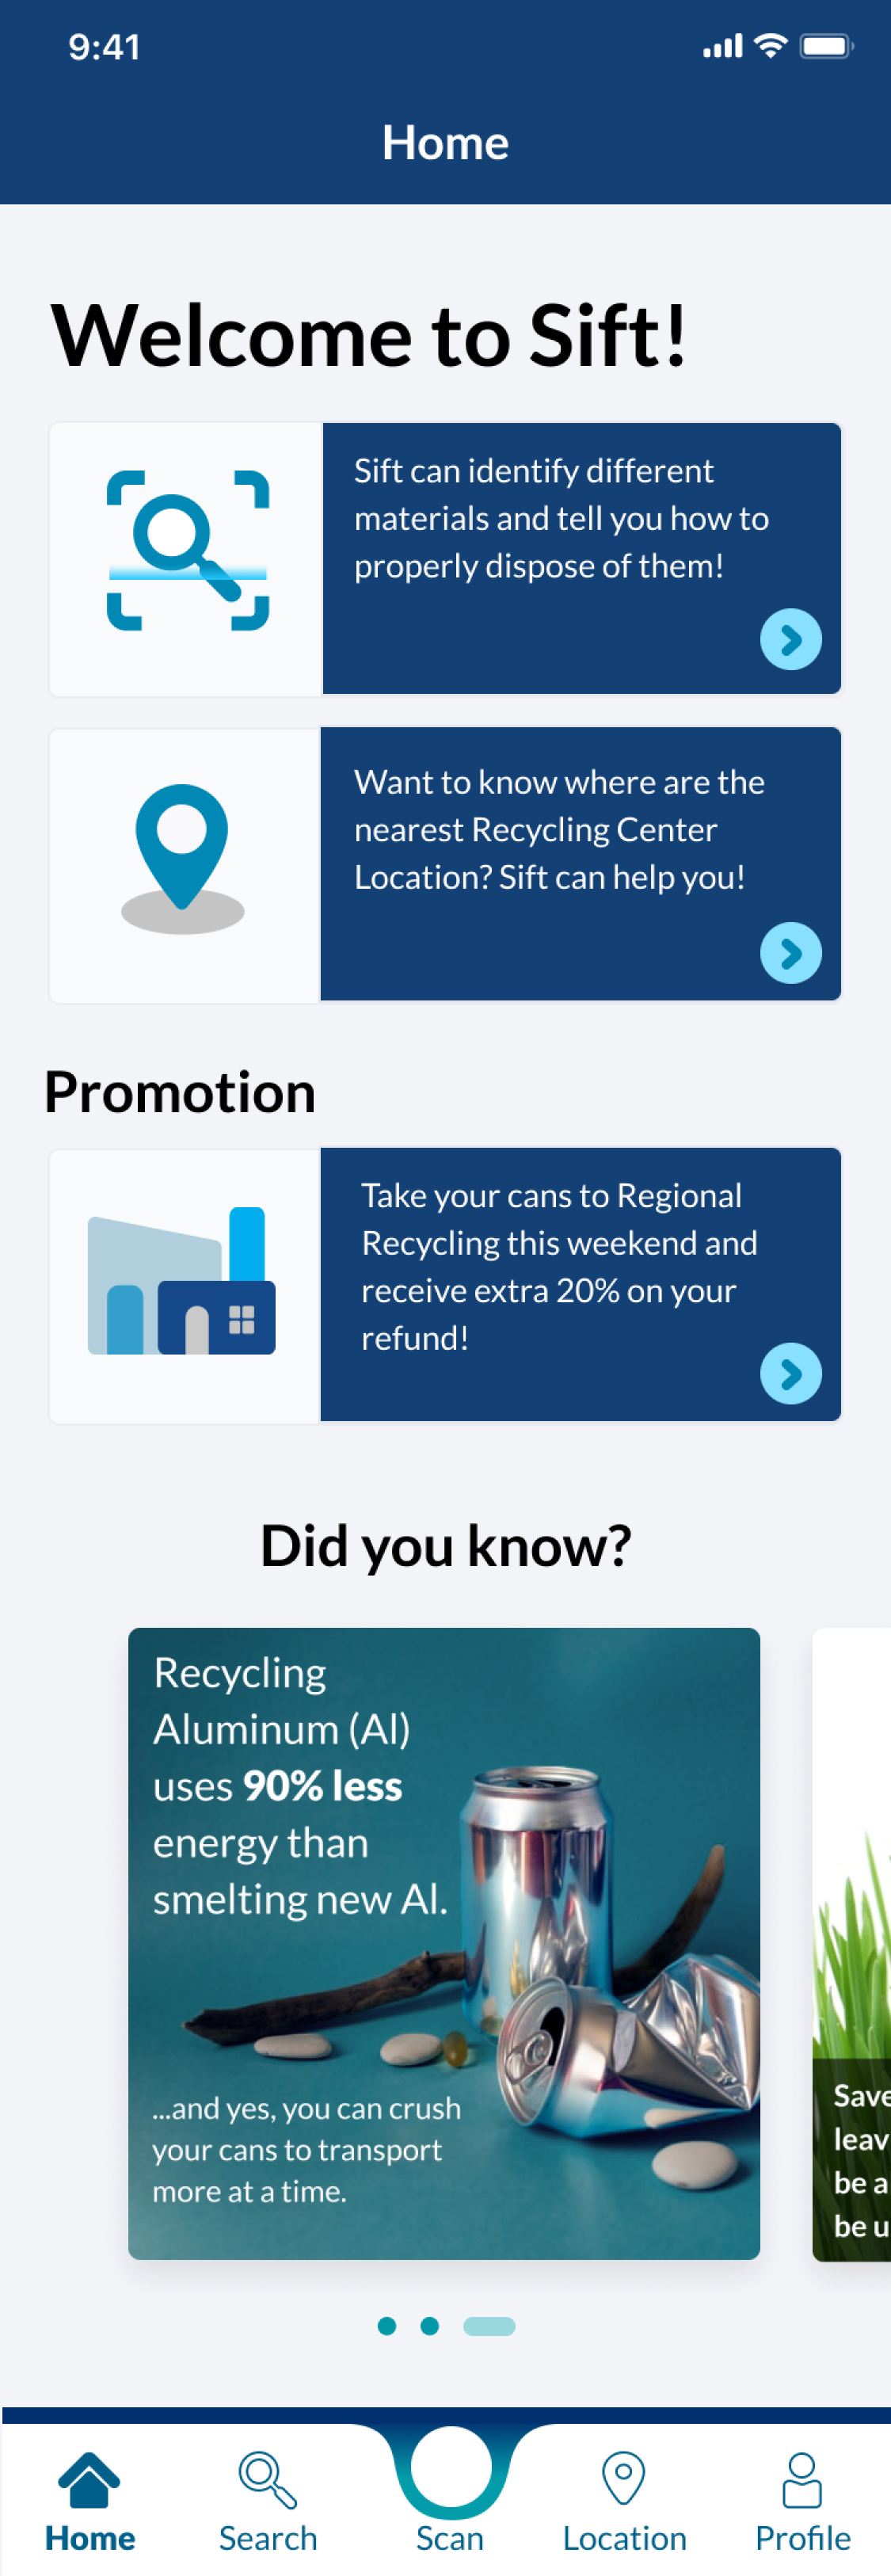 9:41
Home
Welcome to Sift!
Sift can identify different
materials and tell you how to
properly dispose of them!
Want to know where are the
nearest Recycling Center
Location? Sift can help you!
Promotion
Take your cans to Regional
Recycling this weekend and
receive extra 20% on your
refund!
Did you know?
Recycling
Aluminum (Al)
uses 90% less
energy than
smelting new Al.
...and yes, you can crush
your cans to transport
more at a time.
Save
leav
be a
be u
Home
Search
Scan
Location
Profile